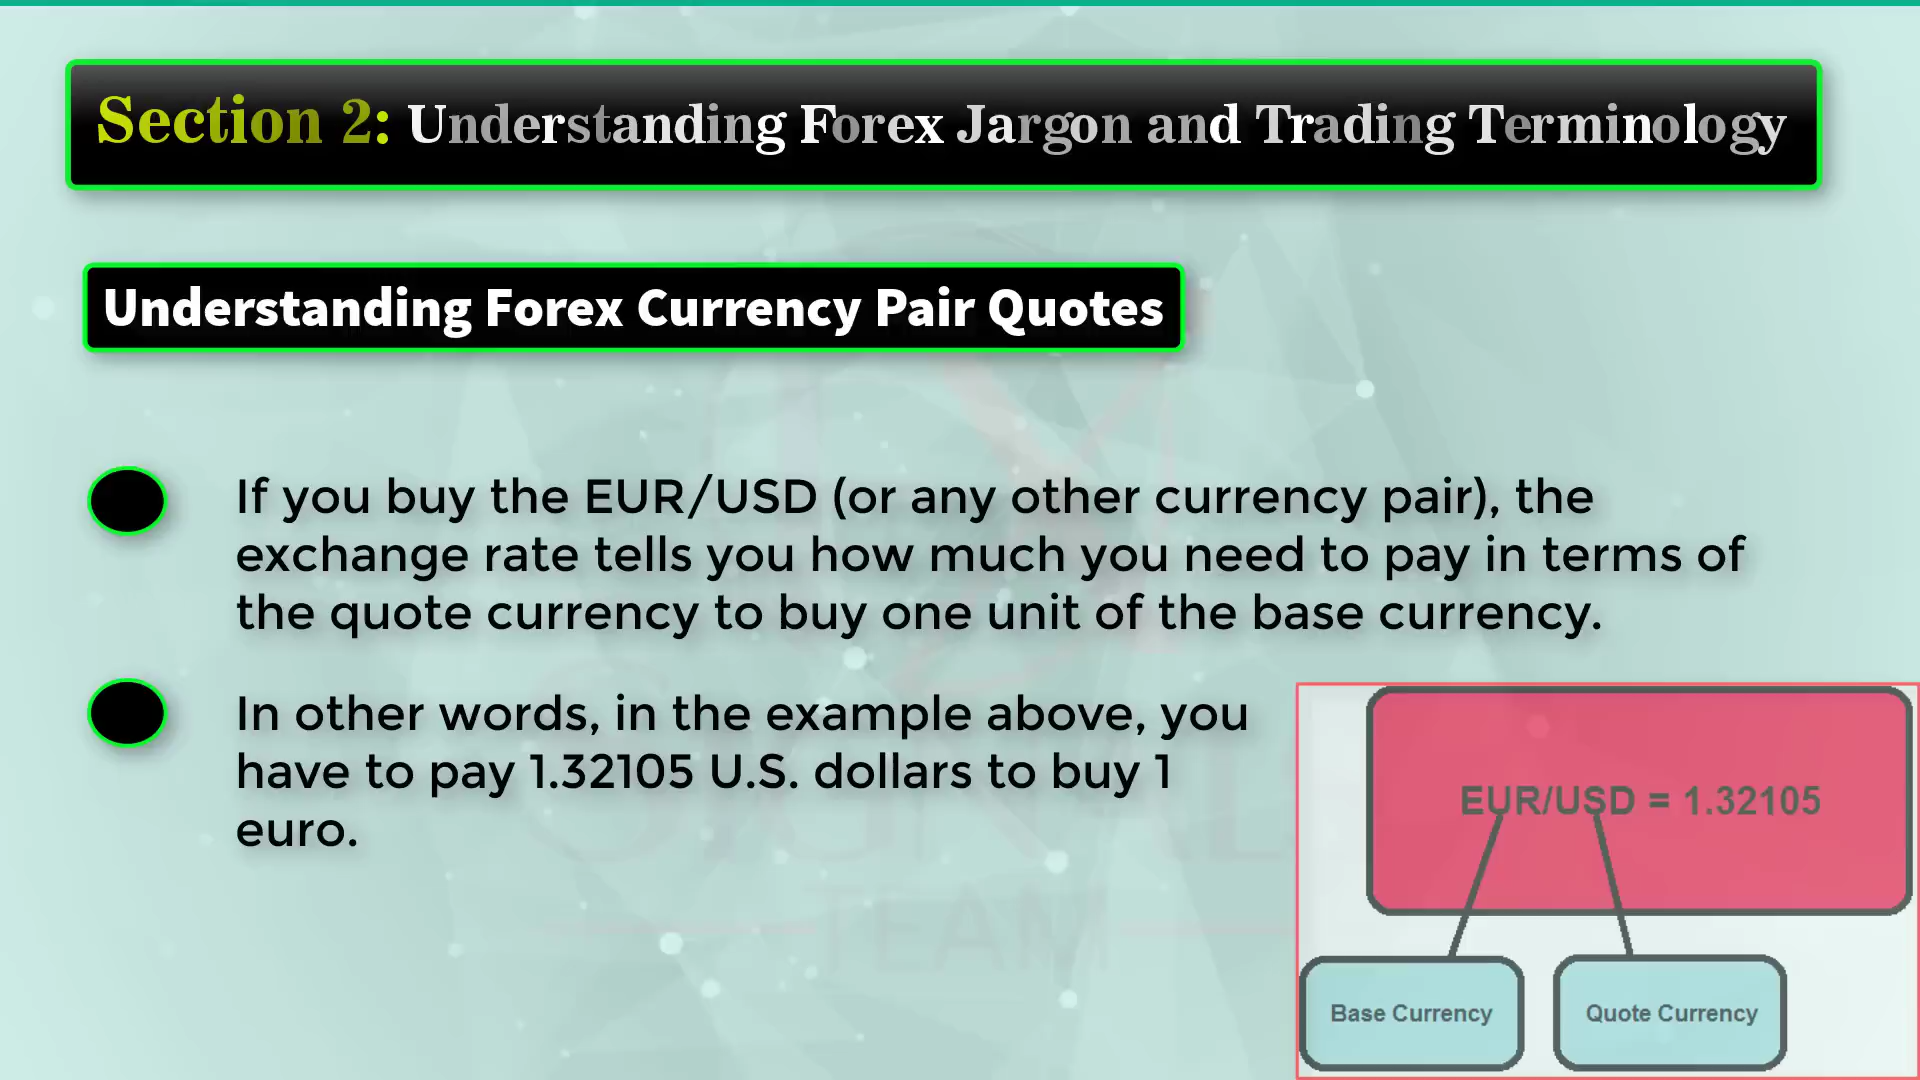 Section 2: Understanding Forex Jargon and Trading Terminology
Understanding Forex Currency Pair Quotes
If you buy the EUR/USD (or any other currency pair), the
exchange rate tells you how much you need to pay in terms of
the quote currency to buy one unit of the base currency.
In other words, in the example above, you
have to pay 1.32105 U.S. dollars to buy 1
euro.
EUR/USD = 1.32105
Base Currency
Quote Currency
SIGNALS
TEAM